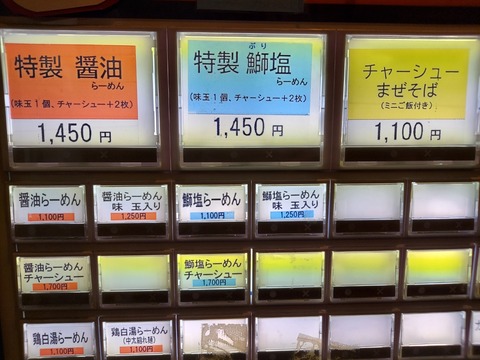 特製 醤油
らーめん
(味玉1個、チャーシュー+2枚)
1,450 円
ぶり
特製 鰤塩
らーめん
(味玉1個、チャーシュー+2枚)
1,450 円
チャーシュー
まぜそば
(ミニご飯付き)
1,100 円
醤油らーめん
1,100円
醤油らーめん
味 玉入り
1,250円
鰤塩らーめん
1,100円
鰤塩らーめん
味 玉入り
1,250円
醤油らーめん
チャーシュー
1,700円
鰤塩らーめん
チャーシュー
1,700円
鶏白湯らーめん
1,100円
鶏白湯らーめん
(中太縮れ麺)
1,100円